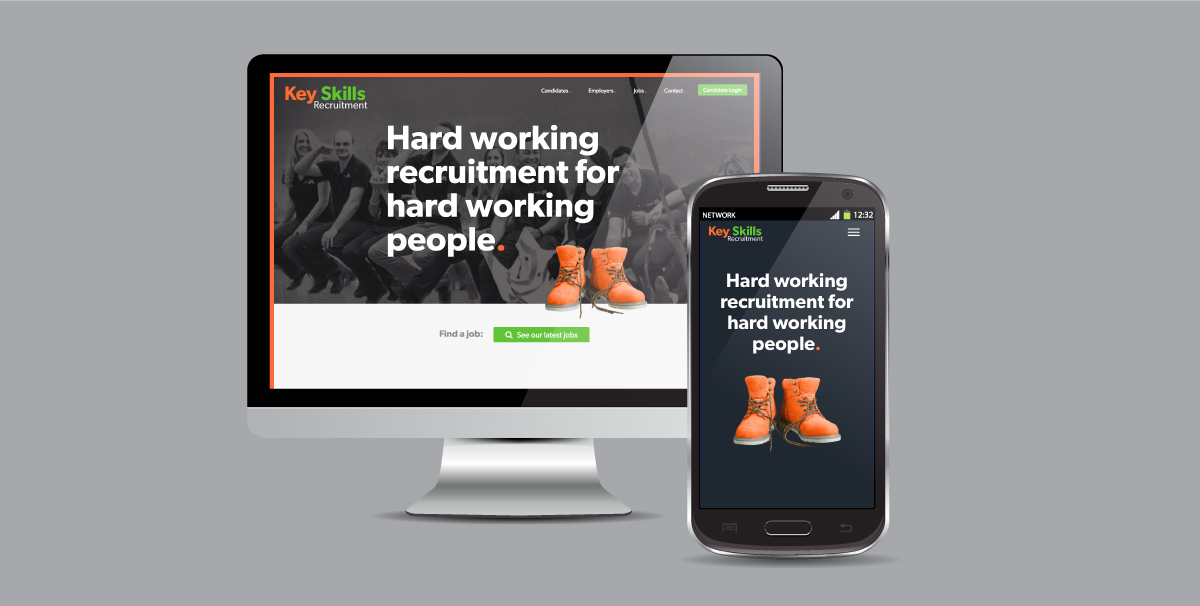 Key Skills
Recruitment
Candidates
Employers
Jobs
Contact
Candidate Login
Hard working
recruitment for
hard working
people.
Find a job:
See our latest jobs
NETWORK
12:32
Key Skills
Recruitment
Hard working
recruitment for
hard working
people.